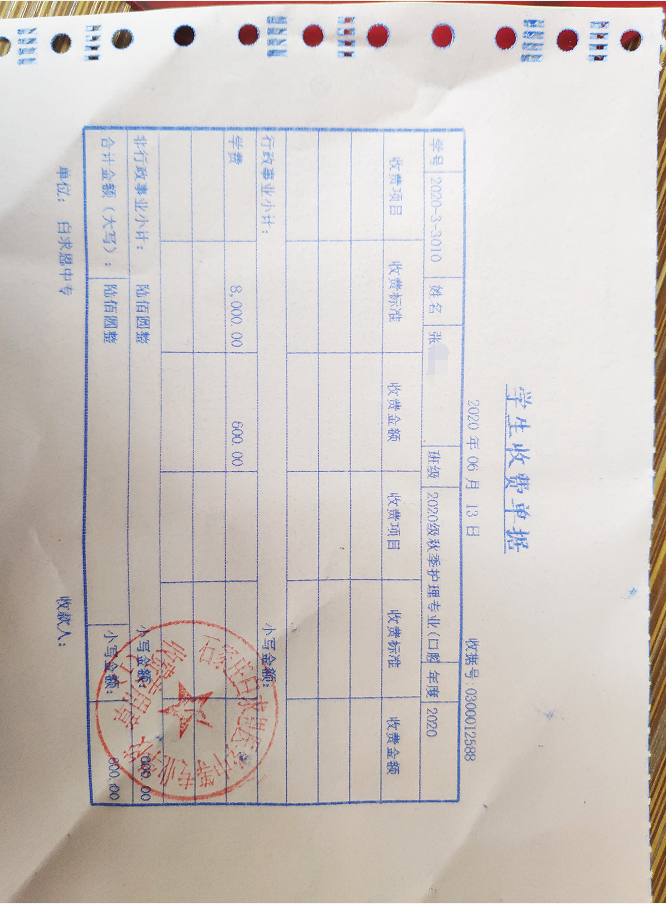 学生收费单据
2020 年 06 月 13 日 收据号: 0300012588
学号 2020-3-3010 姓名 张 班级 2020级秋季护理专业(口腔 年度 2020
收费项目 收费标准 收费金额 收费项目 收费标准 收费金额
学费 8,000.00 600.00
行政事业小计: 小写金额:
非行政事业小计: 陆佰圆整 小写金额: 600.00
合计金额(大写): 陆佰圆整 小写金额: 600.00
单位: 白求恩中专 收款人: